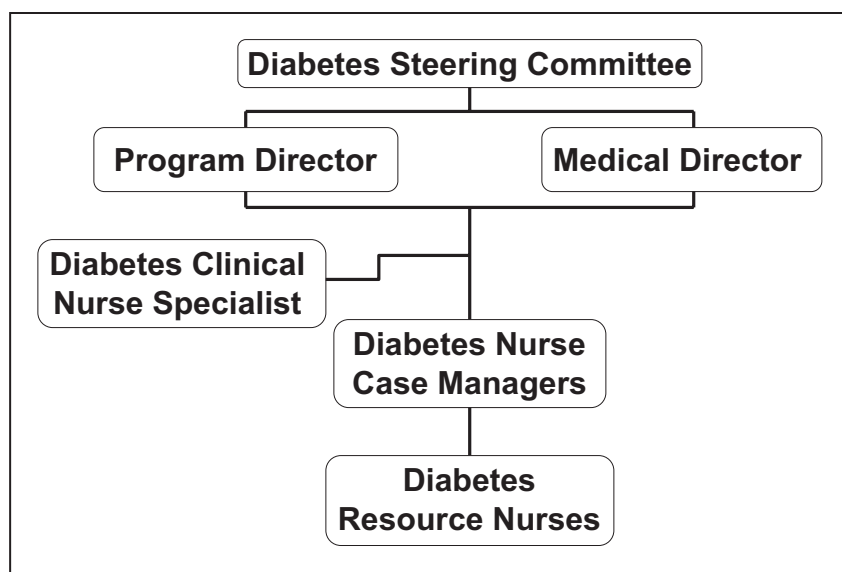 Diabetes Steering Committee
Program Director
Medical Director
Diabetes Clinical
Nurse Specialist
Diabetes Nurse
Case Managers
Diabetes
Resource Nurses